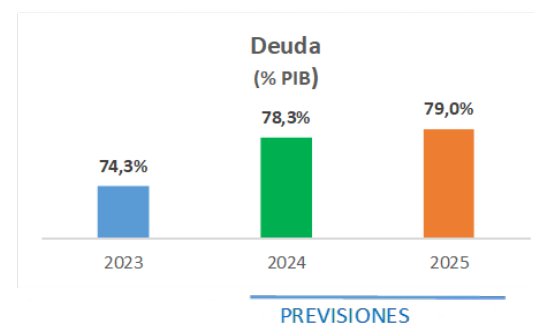 Deuda
(% PIB)
74,3%
78,3%
79,0%
2023
2024
2025
PREVISIONES